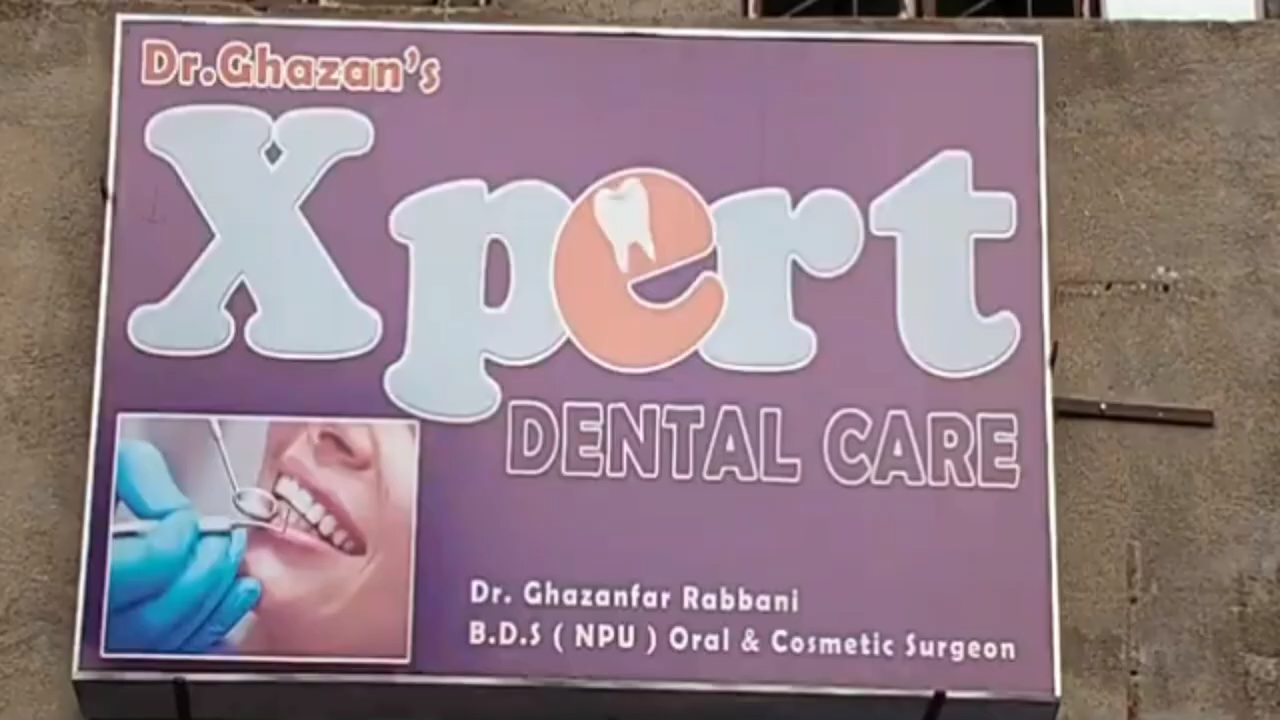 Dr.Ghazan's
Xpert
DENTAL CARE
Dr. Ghazanfar Rabbani
B.D.S ( NPU ) Oral & Cosmetic Surgeon